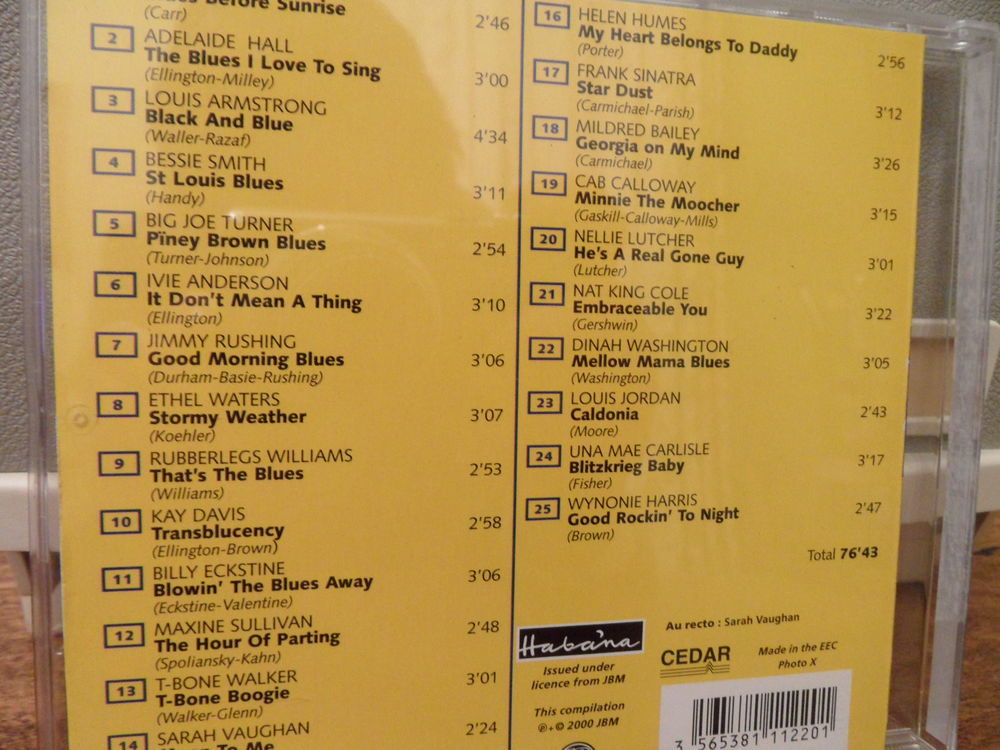 Before Sunrise
(Carr) 2'46
2 ADELAIDE HALL
The Blues I Love To Sing
(Ellington-Milley) 3'00
3 LOUIS ARMSTRONG
Black And Blue
(Waller-Razaf) 4'34
4 BESSIE SMITH
St Louis Blues
(Handy) 3'11
5 BIG JOE TURNER
Pïney Brown Blues
(Turner-Johnson) 2'54
6 IVIE ANDERSON
It Don't Mean A Thing
(Ellington) 3'10
7 JIMMY RUSHING
Good Morning Blues
(Durham-Basie-Rushing) 3'06
8 ETHEL WATERS
Stormy Weather
(Koehler) 3'07
9 RUBBERLEGS WILLIAMS
That's The Blues
(Williams) 2'53
10 KAY DAVIS
Transblucency
(Ellington-Brown) 2'58
11 BILLY ECKSTINE
Blowin' The Blues Away
(Eckstine-Valentine) 3'06
12 MAXINE SULLIVAN
The Hour Of Parting
(Spoliansky-Kahn) 2'48
13 T-BONE WALKER
T-Bone Boogie
(Walker-Glenn) 3'01
14 SARAH VAUGHAN 2'24
To Me
16 HELEN HUMES
My Heart Belongs To Daddy
(Porter) 2'56
17 FRANK SINATRA
Star Dust
(Carmichael-Parish) 3'12
18 MILDRED BAILEY
Georgia on My Mind
(Carmichael) 3'26
19 CAB CALLOWAY
Minnie The Moocher
(Gaskill-Calloway-Mills) 3'15
20 NELLIE LUTCHER
He's A Real Gone Guy
(Lutcher) 3'01
21 NAT KING COLE
Embraceable You
(Gershwin) 3'22
22 DINAH WASHINGTON
Mellow Mama Blues
(Washington) 3'05
23 LOUIS JORDAN
Caldonia
(Moore) 2'43
24 UNA MAE CARLISLE
Blitzkrieg Baby
(Fisher) 3'17
25 WYNONIE HARRIS
Good Rockin' To Night
(Brown) 2'47
Total 76'43
Habana
Issued under
licence from JBM
This compilation
℗+© 2000 JBM
Au recto : Sarah Vaughan
CEDAR
Made in the EEC
Photo X
3 565381 112201